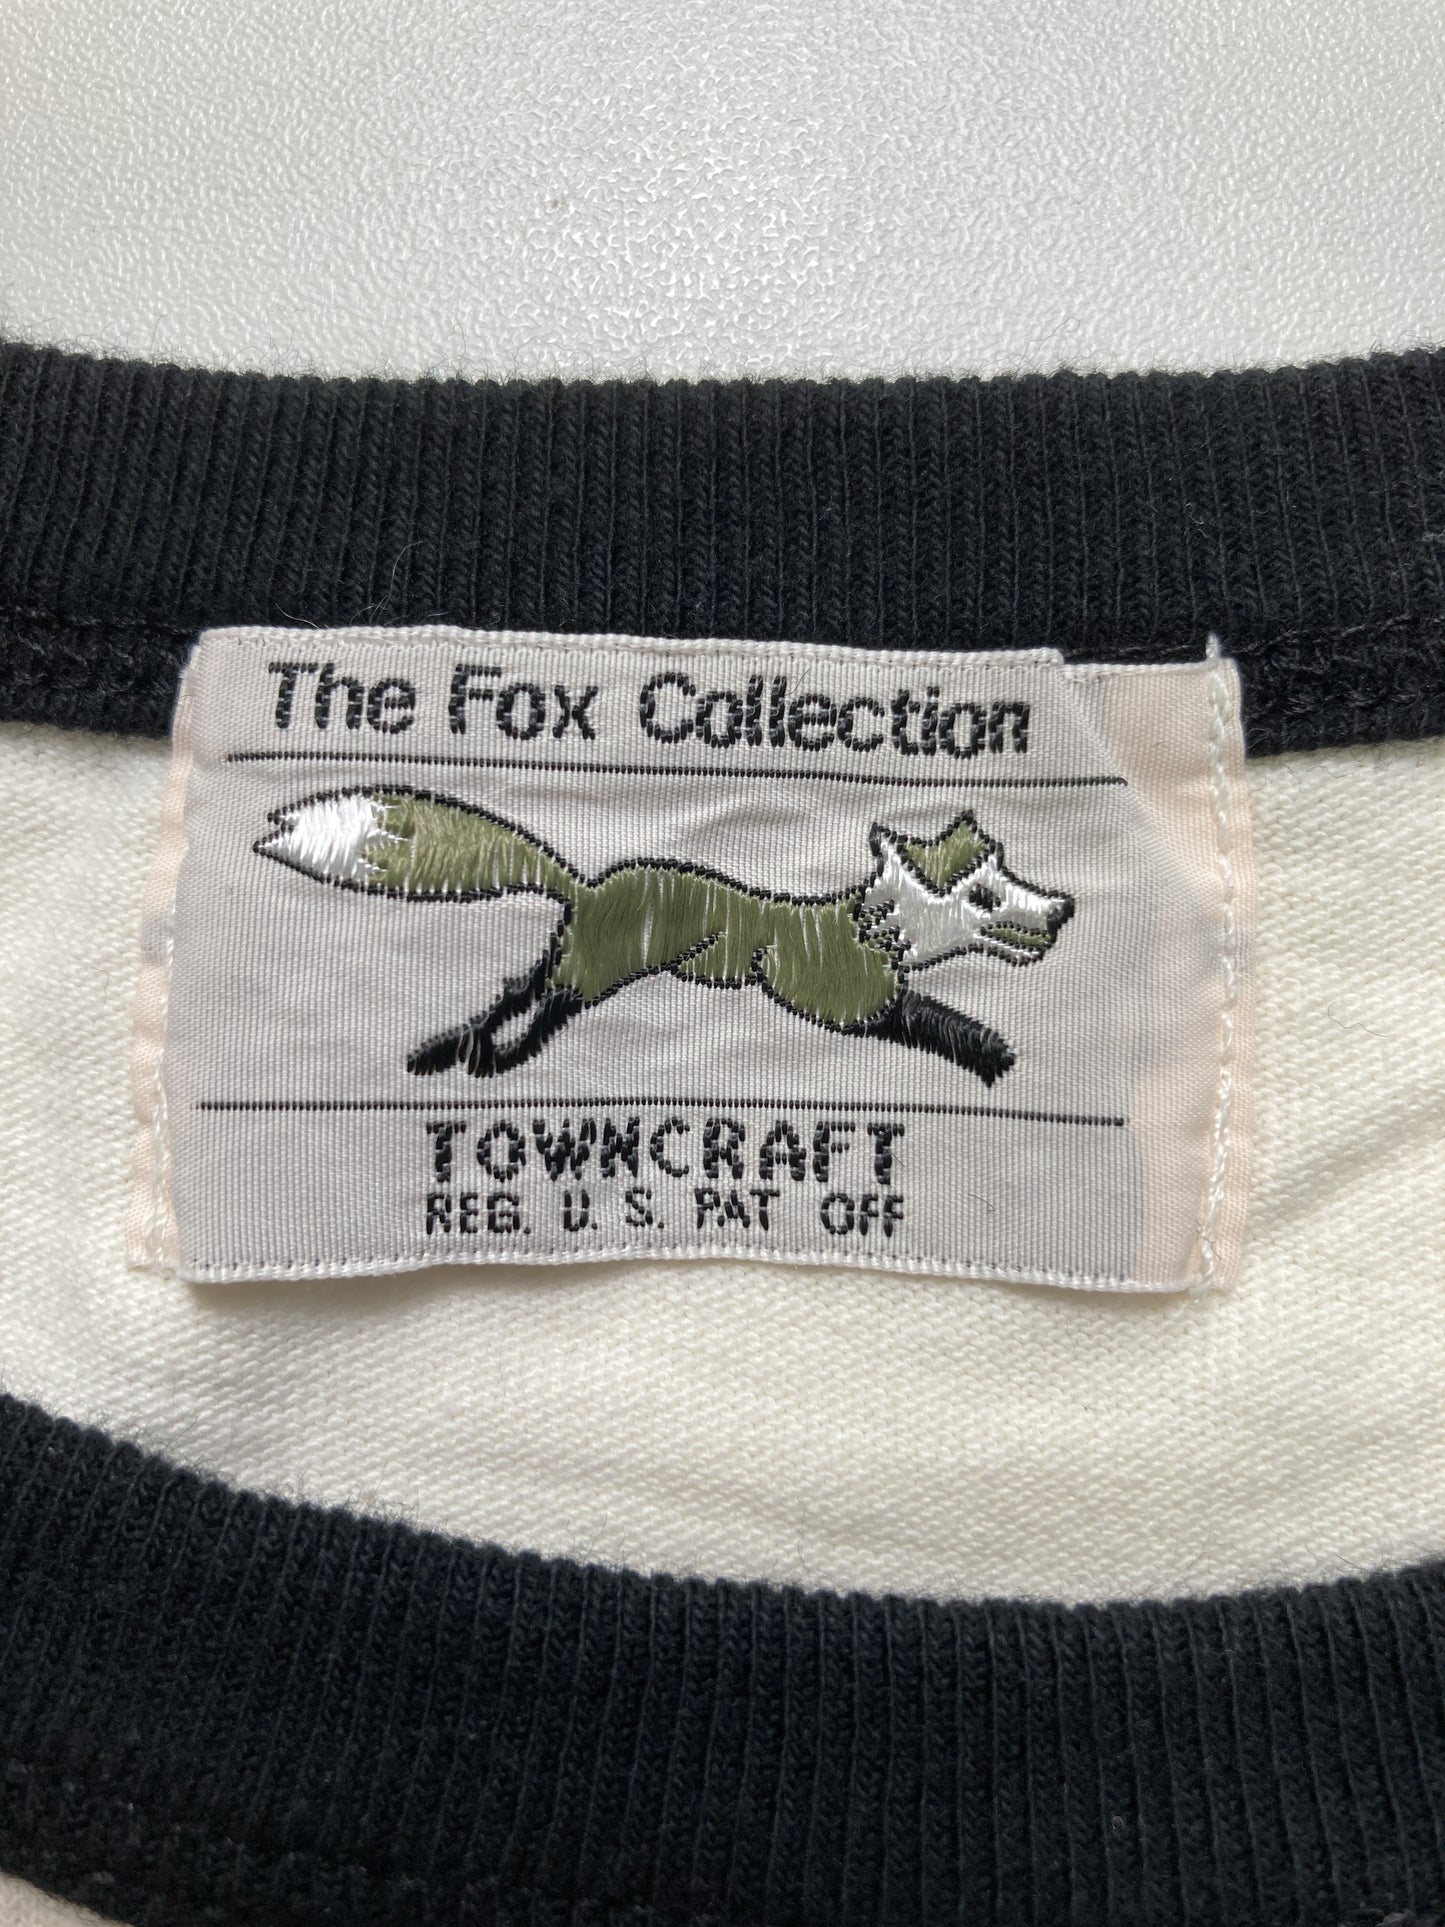 The Fox Collection
TOWNCRAFT
REG. U. S. PAT OFF